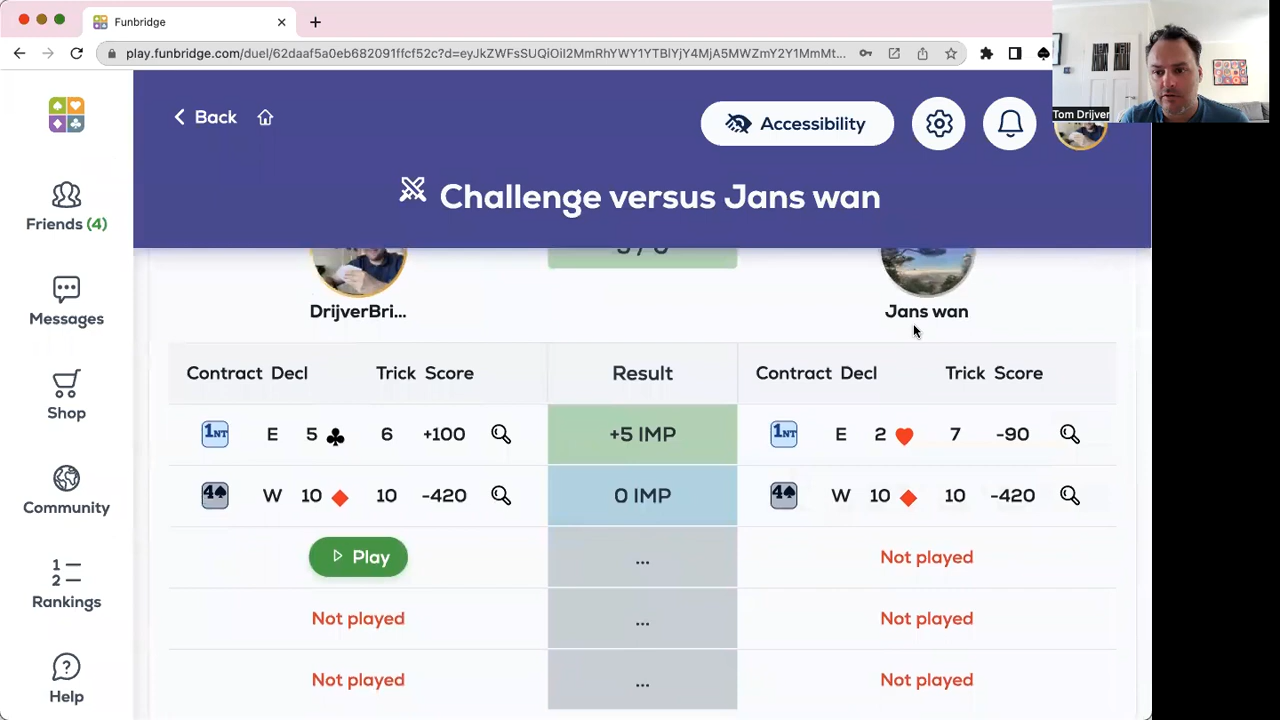 Funbridge
play.funbridge.com/duel/62daaf5a0eb682091ffcf52c?d=eyJkZWFsSUQiOiI2MmRhYWY1YTBlYjY4MjA5MWZmY2Y1MmMt...
Tom Drijver
Back
Accessibility
Challenge versus Jans wan
Friends (4)
Messages
Shop
Community
1
2
Rankings
Help
DrijverBri...
Jans wan
Contract Decl Trick Score Result Contract Decl Trick Score
1NT E 5♣ 6 +100 +5 IMP 1NT E 2♥ 7 -90
4♠ W 10♦ 10 -420 0 IMP 4♠ W 10♦ 10 -420
Play ... Not played
Not played ... Not played
Not played ... Not played